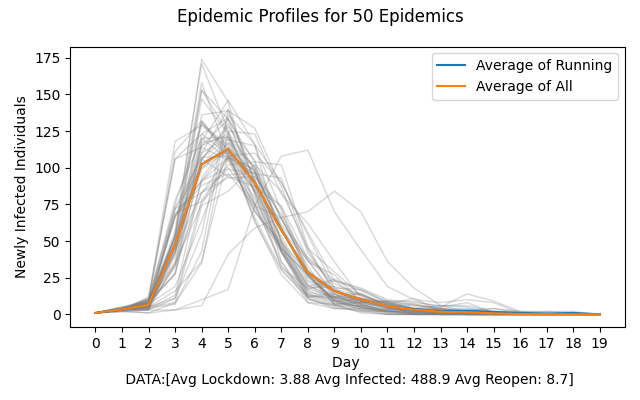 Epidemic Profiles for 50 Epidemics
Newly Infected Individuals
175
150
125
100
75
50
25
0
Average of Running
Average of All
0 1 2 3 4 5 6 7 8 9 10 11 12 13 14 15 16 17 18 19
Day
DATA:[Avg Lockdown: 3.88 Avg Infected: 488.9 Avg Reopen: 8.7]